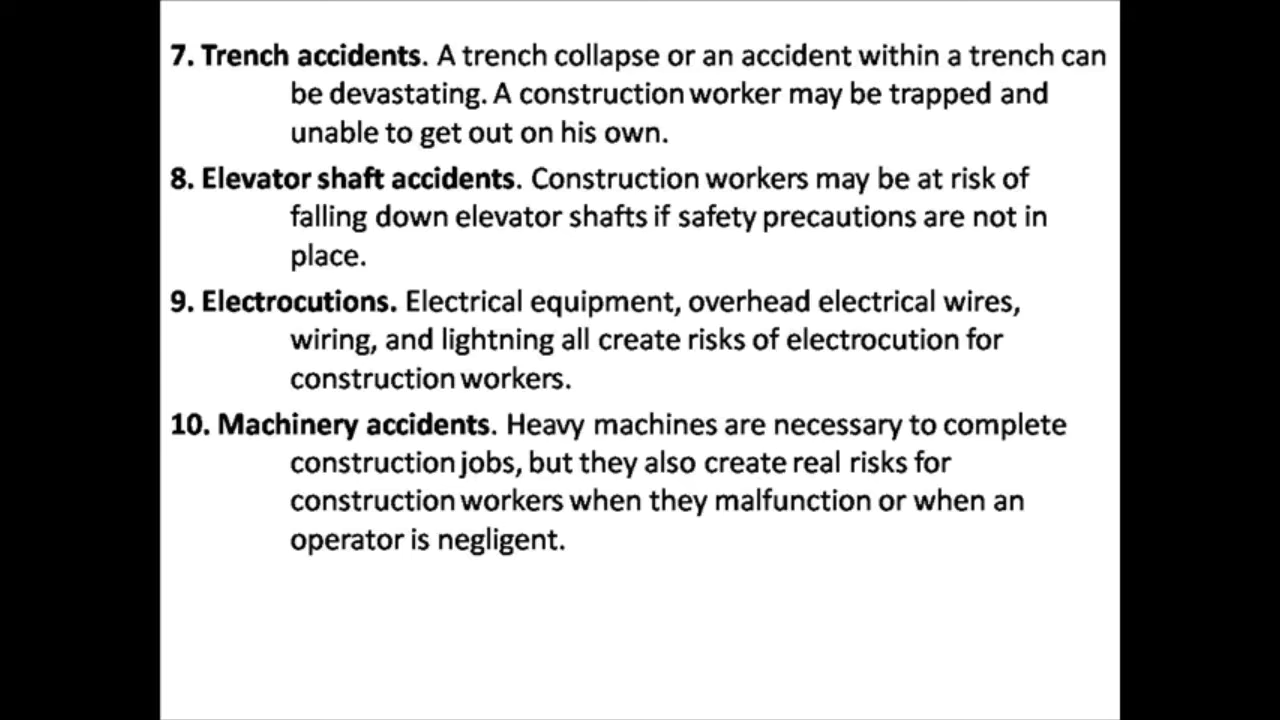 7. Trench accidents. A trench collapse or an accident within a trench can
be devastating. A construction worker may be trapped and
unable to get out on his own.
8. Elevator shaft accidents. Construction workers may be at risk of
falling down elevator shafts if safety precautions are not in
place.
9. Electrocutions. Electrical equipment, overhead electrical wires,
wiring, and lightning all create risks of electrocution for
construction workers.
10. Machinery accidents. Heavy machines are necessary to complete
construction jobs, but they also create real risks for
construction workers when they malfunction or when an
operator is negligent.